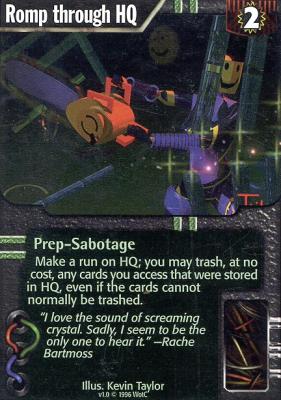 Romp through HQ
2
Prep-Sabotage
Make a run on HQ; you may trash, at no
cost, any cards you access that were stored
in HQ, even if the cards cannot
normally be trashed.
"I love the sound of screaming
crystal. Sadly, I seem to be the
only one to hear it." —Rache
Bartmoss
Illus. Kevin Taylor
v1.0 © 1996 WotC